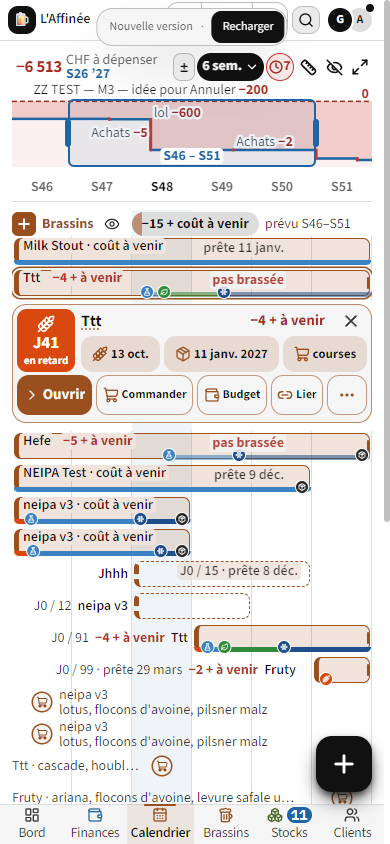 L'Affinée
Nouvelle version · Recharger
G A
−6 513 CHF à dépenser
S26 ’27
± 6 sem. 7
ZZ TEST — M3 — idée pour Annuler −200
0
lol −600
Achats −5
Achats −2
S46 – S51
S46 S47 S48 S49 S50 S51
+ Brassins −15 + coût à venir prévu S46–S51
Milk Stout · coût à venir prête 11 janv.
Ttt −4 + à venir pas brassée
J41
en retard
Ttt −4 + à venir
13 oct. 11 janv. 2027 courses
Ouvrir Commander Budget Lier ···
Hefe −5 + à venir pas brassée
NEIPA Test · coût à venir prête 9 déc.
neipa v3 · coût à venir
neipa v3 · coût à venir
Jhhh J0 / 15 · prête 8 déc.
J0 / 12 neipa v3
J0 / 91 −4 + à venir Ttt
J0 / 99 · prête 29 mars −2 + à venir Fruty
neipa v3
lotus, flocons d'avoine, pilsner malz
neipa v3
lotus, flocons d'avoine, pilsner malz
Ttt · cascade, houbl…
Fruty · ariana, flocons d'avoine, levure safale u…
+
Bord Finances Calendrier Brassins Stocks 11 Clients